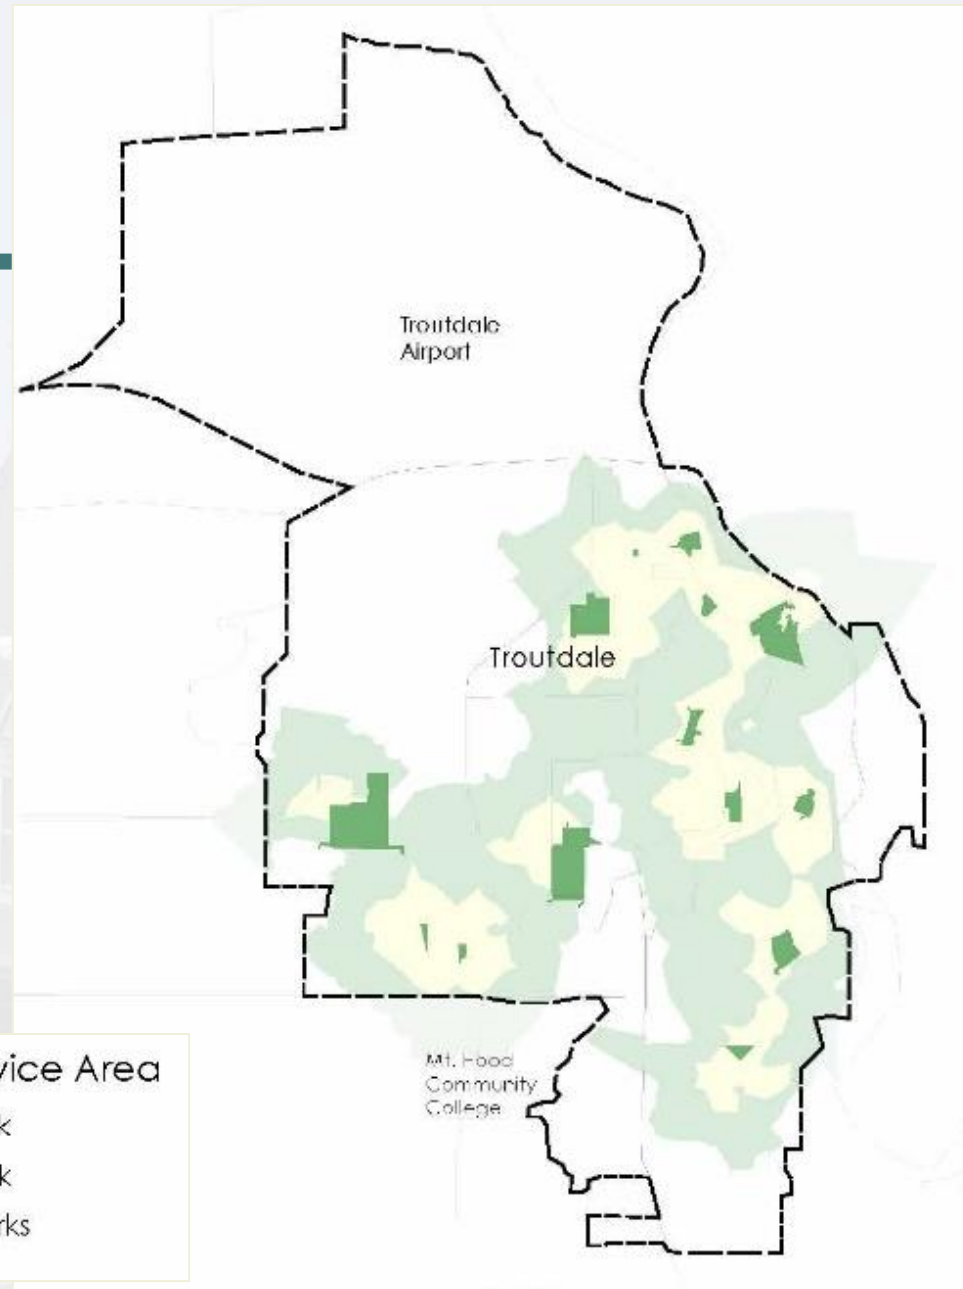 Troutdale
Airport
Troutdale
Mt. Hood
Community
College
vice Area
k
k
rks